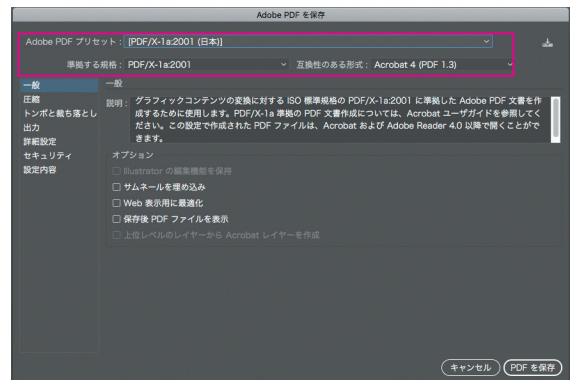 Adobe PDF を保存
Adobe PDF プリセット : [PDF/X-1a:2001 (日本)]
準拠する規格 : PDF/X-1a:2001 互換性のある形式 : Acrobat 4 (PDF 1.3)
一般
圧縮
トンボと裁ち落とし
出力
詳細設定
セキュリティ
設定内容
一般
説明 : グラフィックコンテンツの変換に対する ISO 標準規格の PDF/X-1a:2001 に準拠した Adobe PDF 文書を作
成するために使用します。PDF/X-1a 準拠の PDF 文書作成については、Acrobat ユーザガイドを参照してく
ださい。この設定で作成された PDF ファイルは、Acrobat および Adobe Reader 4.0 以降で開くことがで
きます。
オプション
Illustrator の編集機能を保持
サムネールを埋め込み
Web 表示用に最適化
保存後 PDF ファイルを表示
上位レベルのレイヤーから Acrobat レイヤーを作成
キャンセル PDF を保存